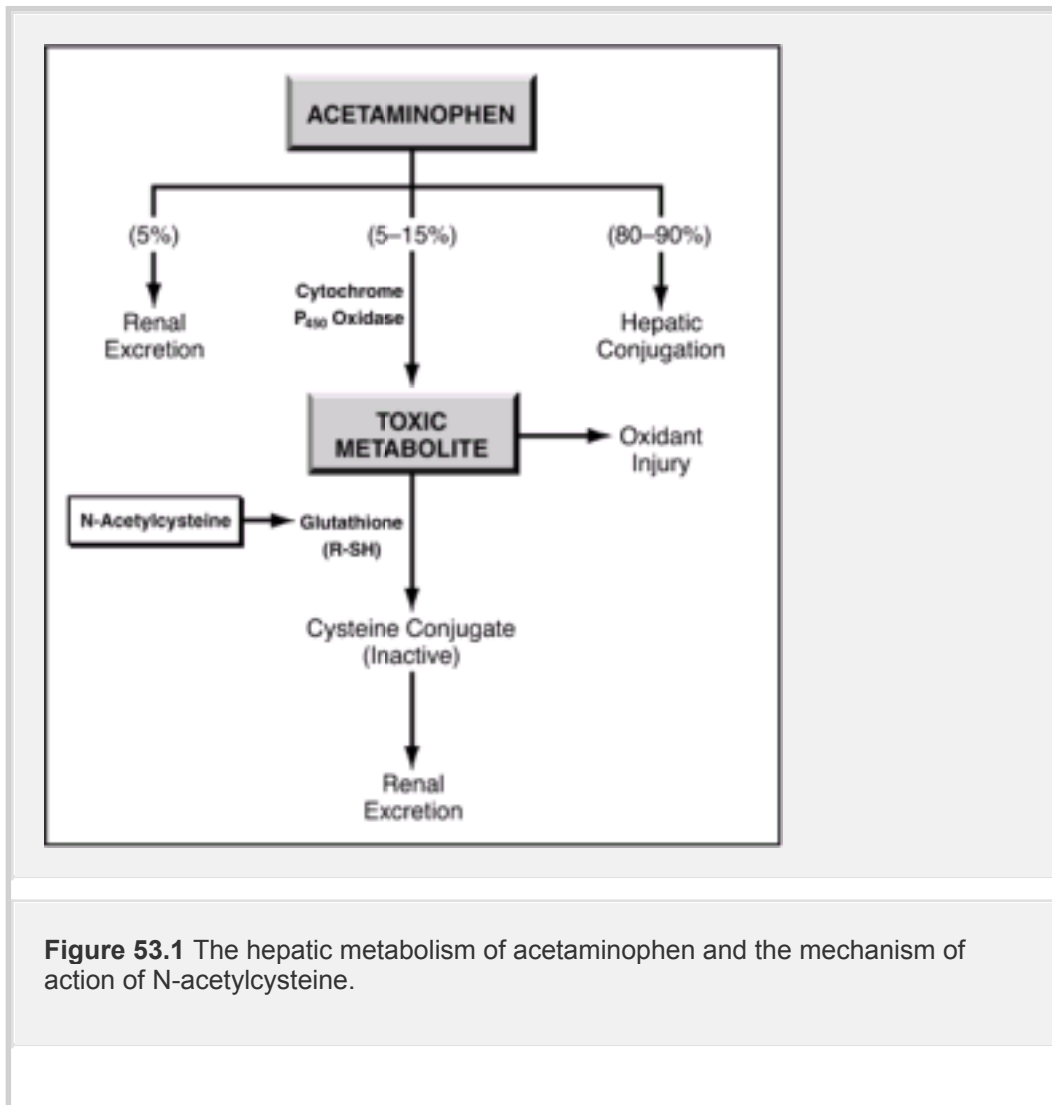 ACETAMINOPHEN
(5%)
(5–15%)
(80–90%)
Cytochrome
P450 Oxidase
Renal
Excretion
Hepatic
Conjugation
TOXIC
METABOLITE
Oxidant
Injury
N-Acetylcysteine
Glutathione
(R-SH)
Cysteine Conjugate
(Inactive)
Renal
Excretion
Figure 53.1 The hepatic metabolism of acetaminophen and the mechanism of
action of N-acetylcysteine.